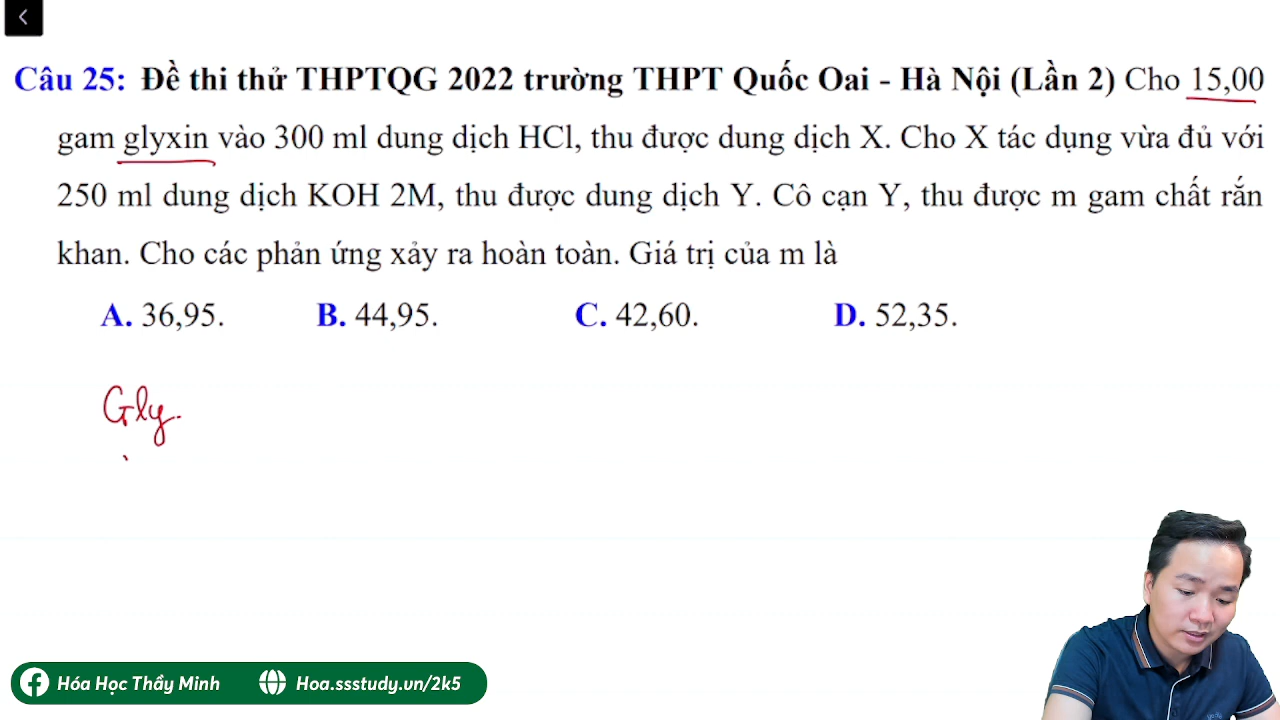 Câu 25: Đề thi thử THPTQG 2022 trường THPT Quốc Oai - Hà Nội (Lần 2) Cho 15,00
gam glyxin vào 300 ml dung dịch HCl, thu được dung dịch X. Cho X tác dụng vừa đủ với
250 ml dung dịch KOH 2M, thu được dung dịch Y. Cô cạn Y, thu được m gam chất rắn
khan. Cho các phản ứng xảy ra hoàn toàn. Giá trị của m là
A. 36,95. B. 44,95. C. 42,60. D. 52,35.
Gly.
Hóa Học Thầy Minh Hoa.ssstudy.vn/2k5